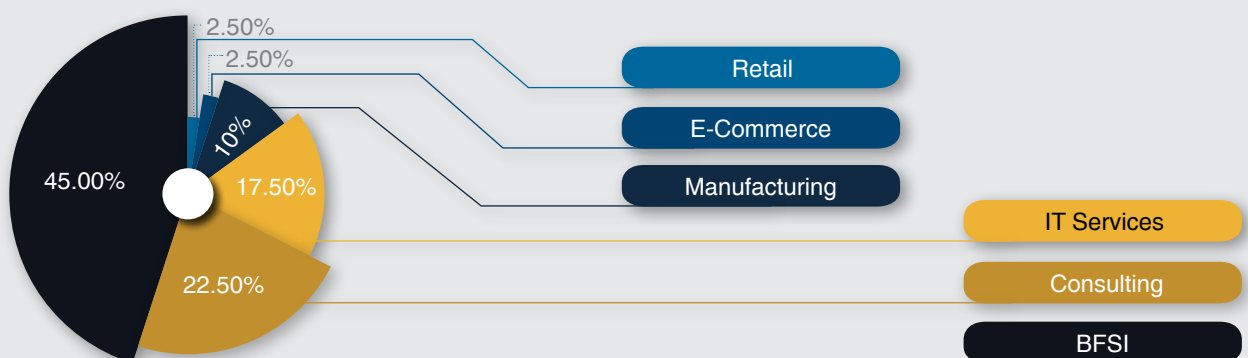 2.50%
2.50%
Retail
10%
E-Commerce
45.00%
17.50%
Manufacturing
IT Services
22.50%
Consulting
BFSI